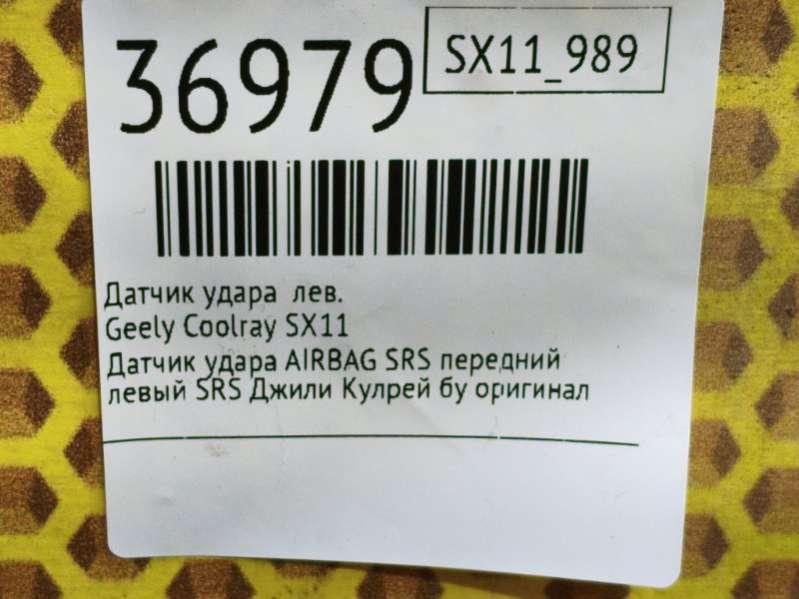 36979
SX11_989
Датчик удара лев.
Geely Coolray SX11
Датчик удара AIRBAG SRS передний
левый SRS Джили Кулрей бу оригинал